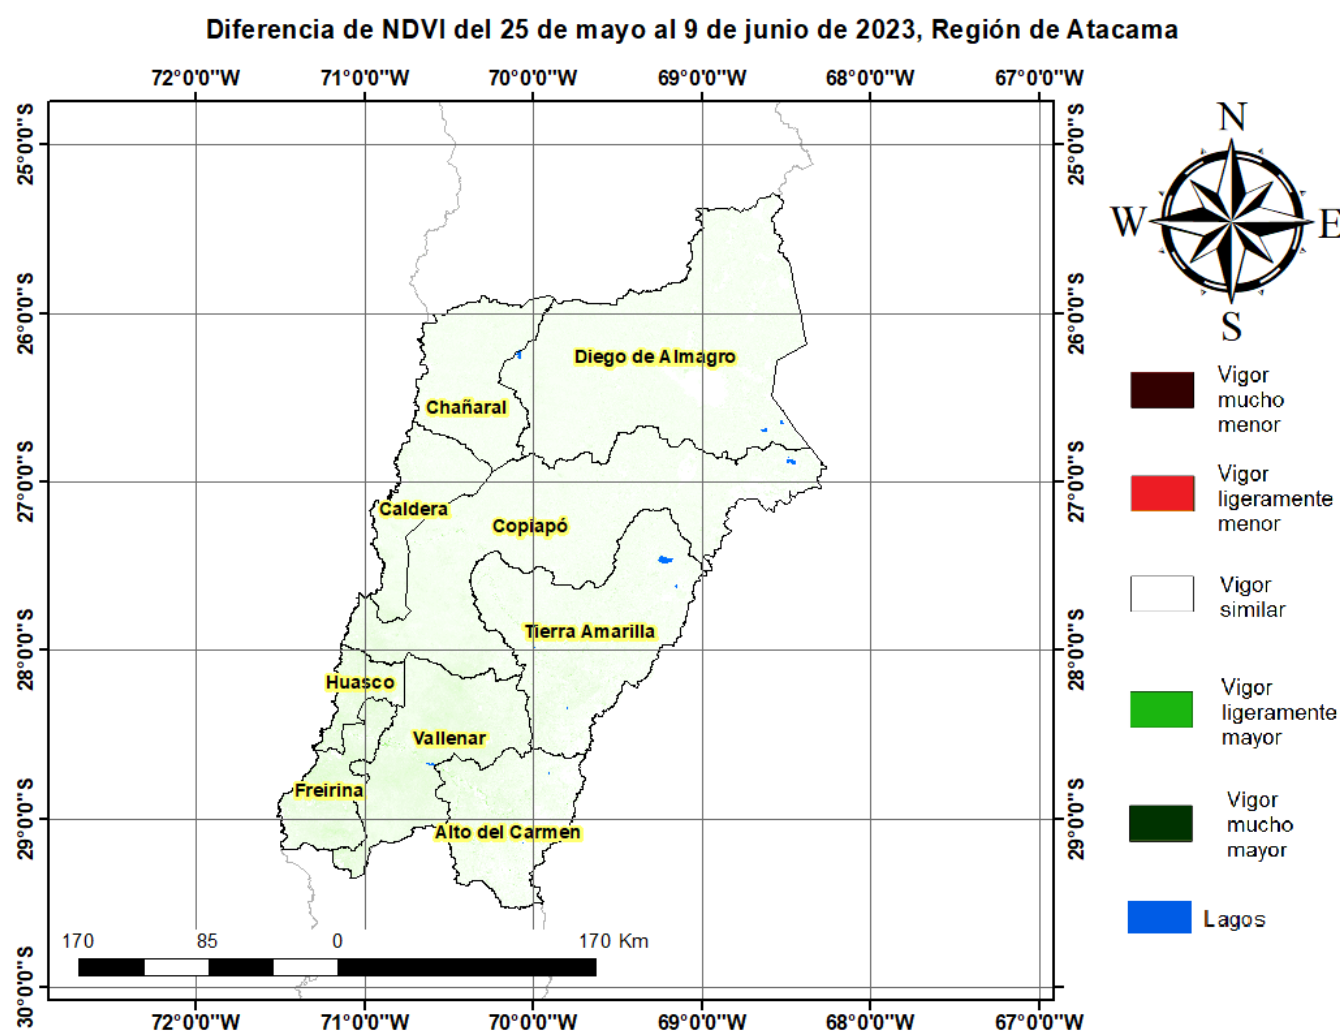 Diferencia de NDVI del 25 de mayo al 9 de junio de 2023, Región de Atacama
72°0'0"W 71°0'0"W 70°0'0"W 69°0'0"W 68°0'0"W 67°0'0"W
25°0'0"S
26°0'0"S
27°0'0"S
28°0'0"S
29°0'0"S
30°0'0"S
Diego de Almagro
Chañaral
Caldera
Copiapó
Tierra Amarilla
Huasco
Vallenar
Freirina
Alto del Carmen
170 85 0 170 Km
25°0'0"S
26°0'0"S
27°0'0"S
28°0'0"S
29°0'0"S
72°0'0"W 71°0'0"W 70°0'0"W 69°0'0"W 68°0'0"W 67°0'0"W
N
W E
S
Vigor
mucho
menor
Vigor
ligeramente
menor
Vigor
similar
Vigor
ligeramente
mayor
Vigor
mucho
mayor
Lagos